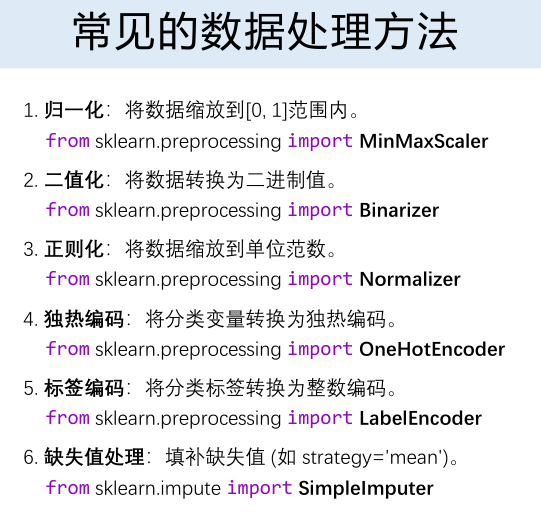 常见的数据处理方法
1. 归一化：将数据缩放到[0, 1]范围内。
from sklearn.preprocessing import MinMaxScaler
2. 二值化：将数据转换为二进制值。
from sklearn.preprocessing import Binarizer
3. 正则化：将数据缩放到单位范数。
from sklearn.preprocessing import Normalizer
4. 独热编码：将分类变量转换为独热编码。
from sklearn.preprocessing import OneHotEncoder
5. 标签编码：将分类标签转换为整数编码。
from sklearn.preprocessing import LabelEncoder
6. 缺失值处理：填补缺失值 (如 strategy='mean')。
from sklearn.impute import SimpleImputer